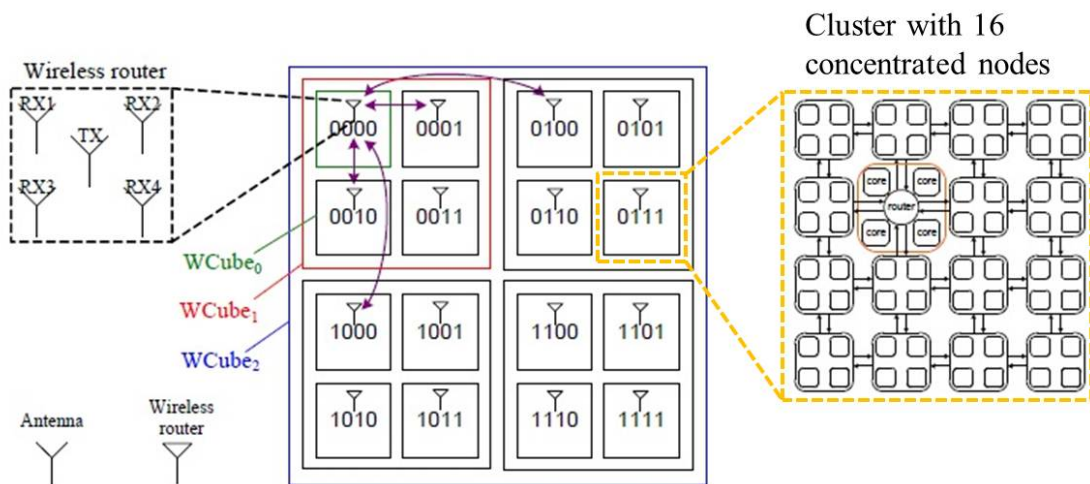 Cluster with 16
concentrated nodes
Wireless router
RX1
RX2
TX
RX3
RX4
0000
0001
0100
0101
0010
0011
0110
0111
1000
1001
1100
1101
1010
1011
1110
1111
WCube0
WCube1
WCube2
Antenna
Wireless
router
core
core
router
core
core